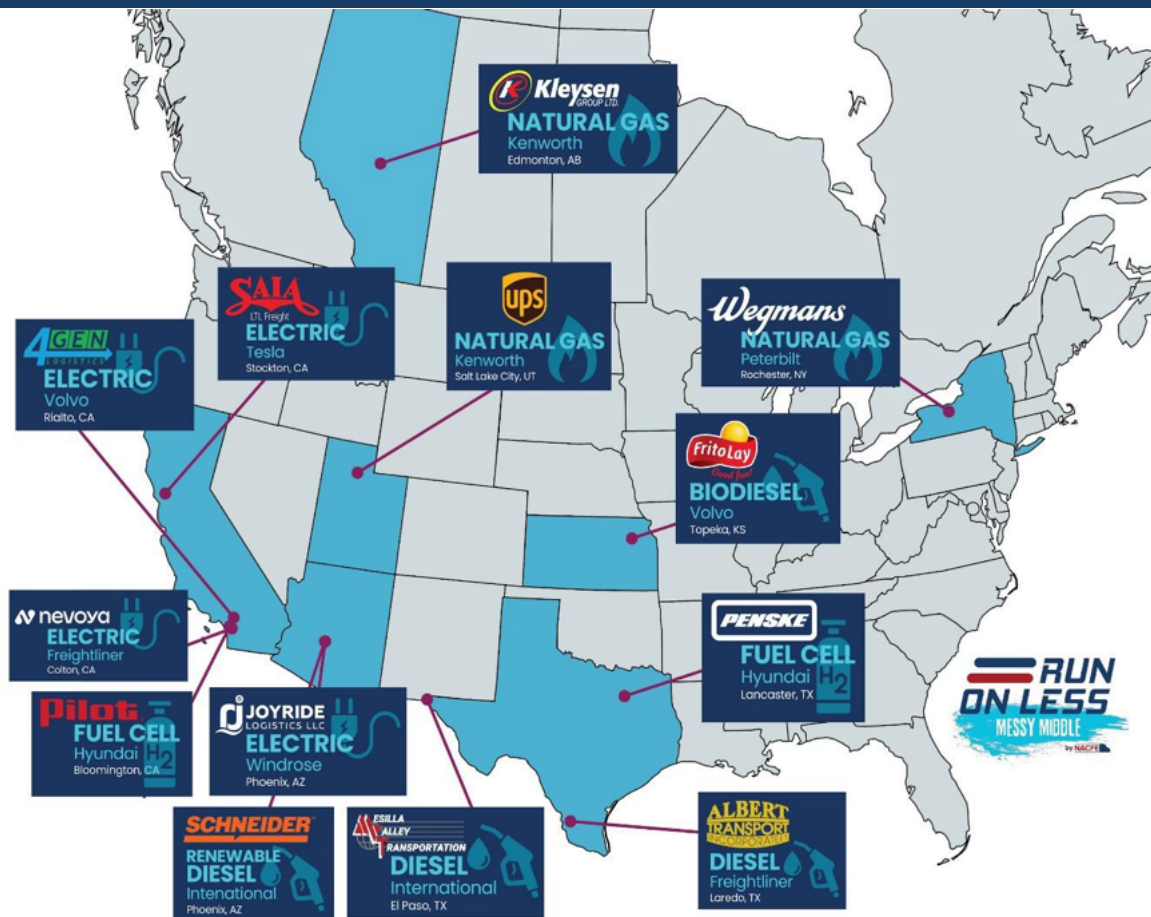 Kleysen
GROUP LTD.
NATURAL GAS
Kenworth
Edmonton, AB
SAIA
LTL Freight
ELECTRIC
Tesla
Stockton, CA
ups
NATURAL GAS
Kenworth
Salt Lake City, UT
Wegmans
NATURAL GAS
Peterbilt
Rochester, NY
4GEN
LOGISTICS
ELECTRIC
Volvo
Rialto, CA
FritoLay
Good fun!
BIODIESEL
Volvo
Topeka, KS
nevoya
ELECTRIC
Freightliner
Colton, CA
PENSKE
FUEL CELL
Hyundai
Lancaster, TX
H2
RUN
ON LESS
MESSY MIDDLE
by NACFE
Pilot
FUEL CELL
Hyundai
Bloomington, CA
H2
JOYRIDE
LOGISTICS LLC
ELECTRIC
Windrose
Phoenix, AZ
SCHNEIDER
RENEWABLE
DIESEL
Intenational
Phoenix, AZ
MESILLA
VALLEY
TRANSPORTATION
DIESEL
International
El Paso, TX
ALBERT
TRANSPORT
INCORPORATED
DIESEL
Freightliner
Laredo, TX